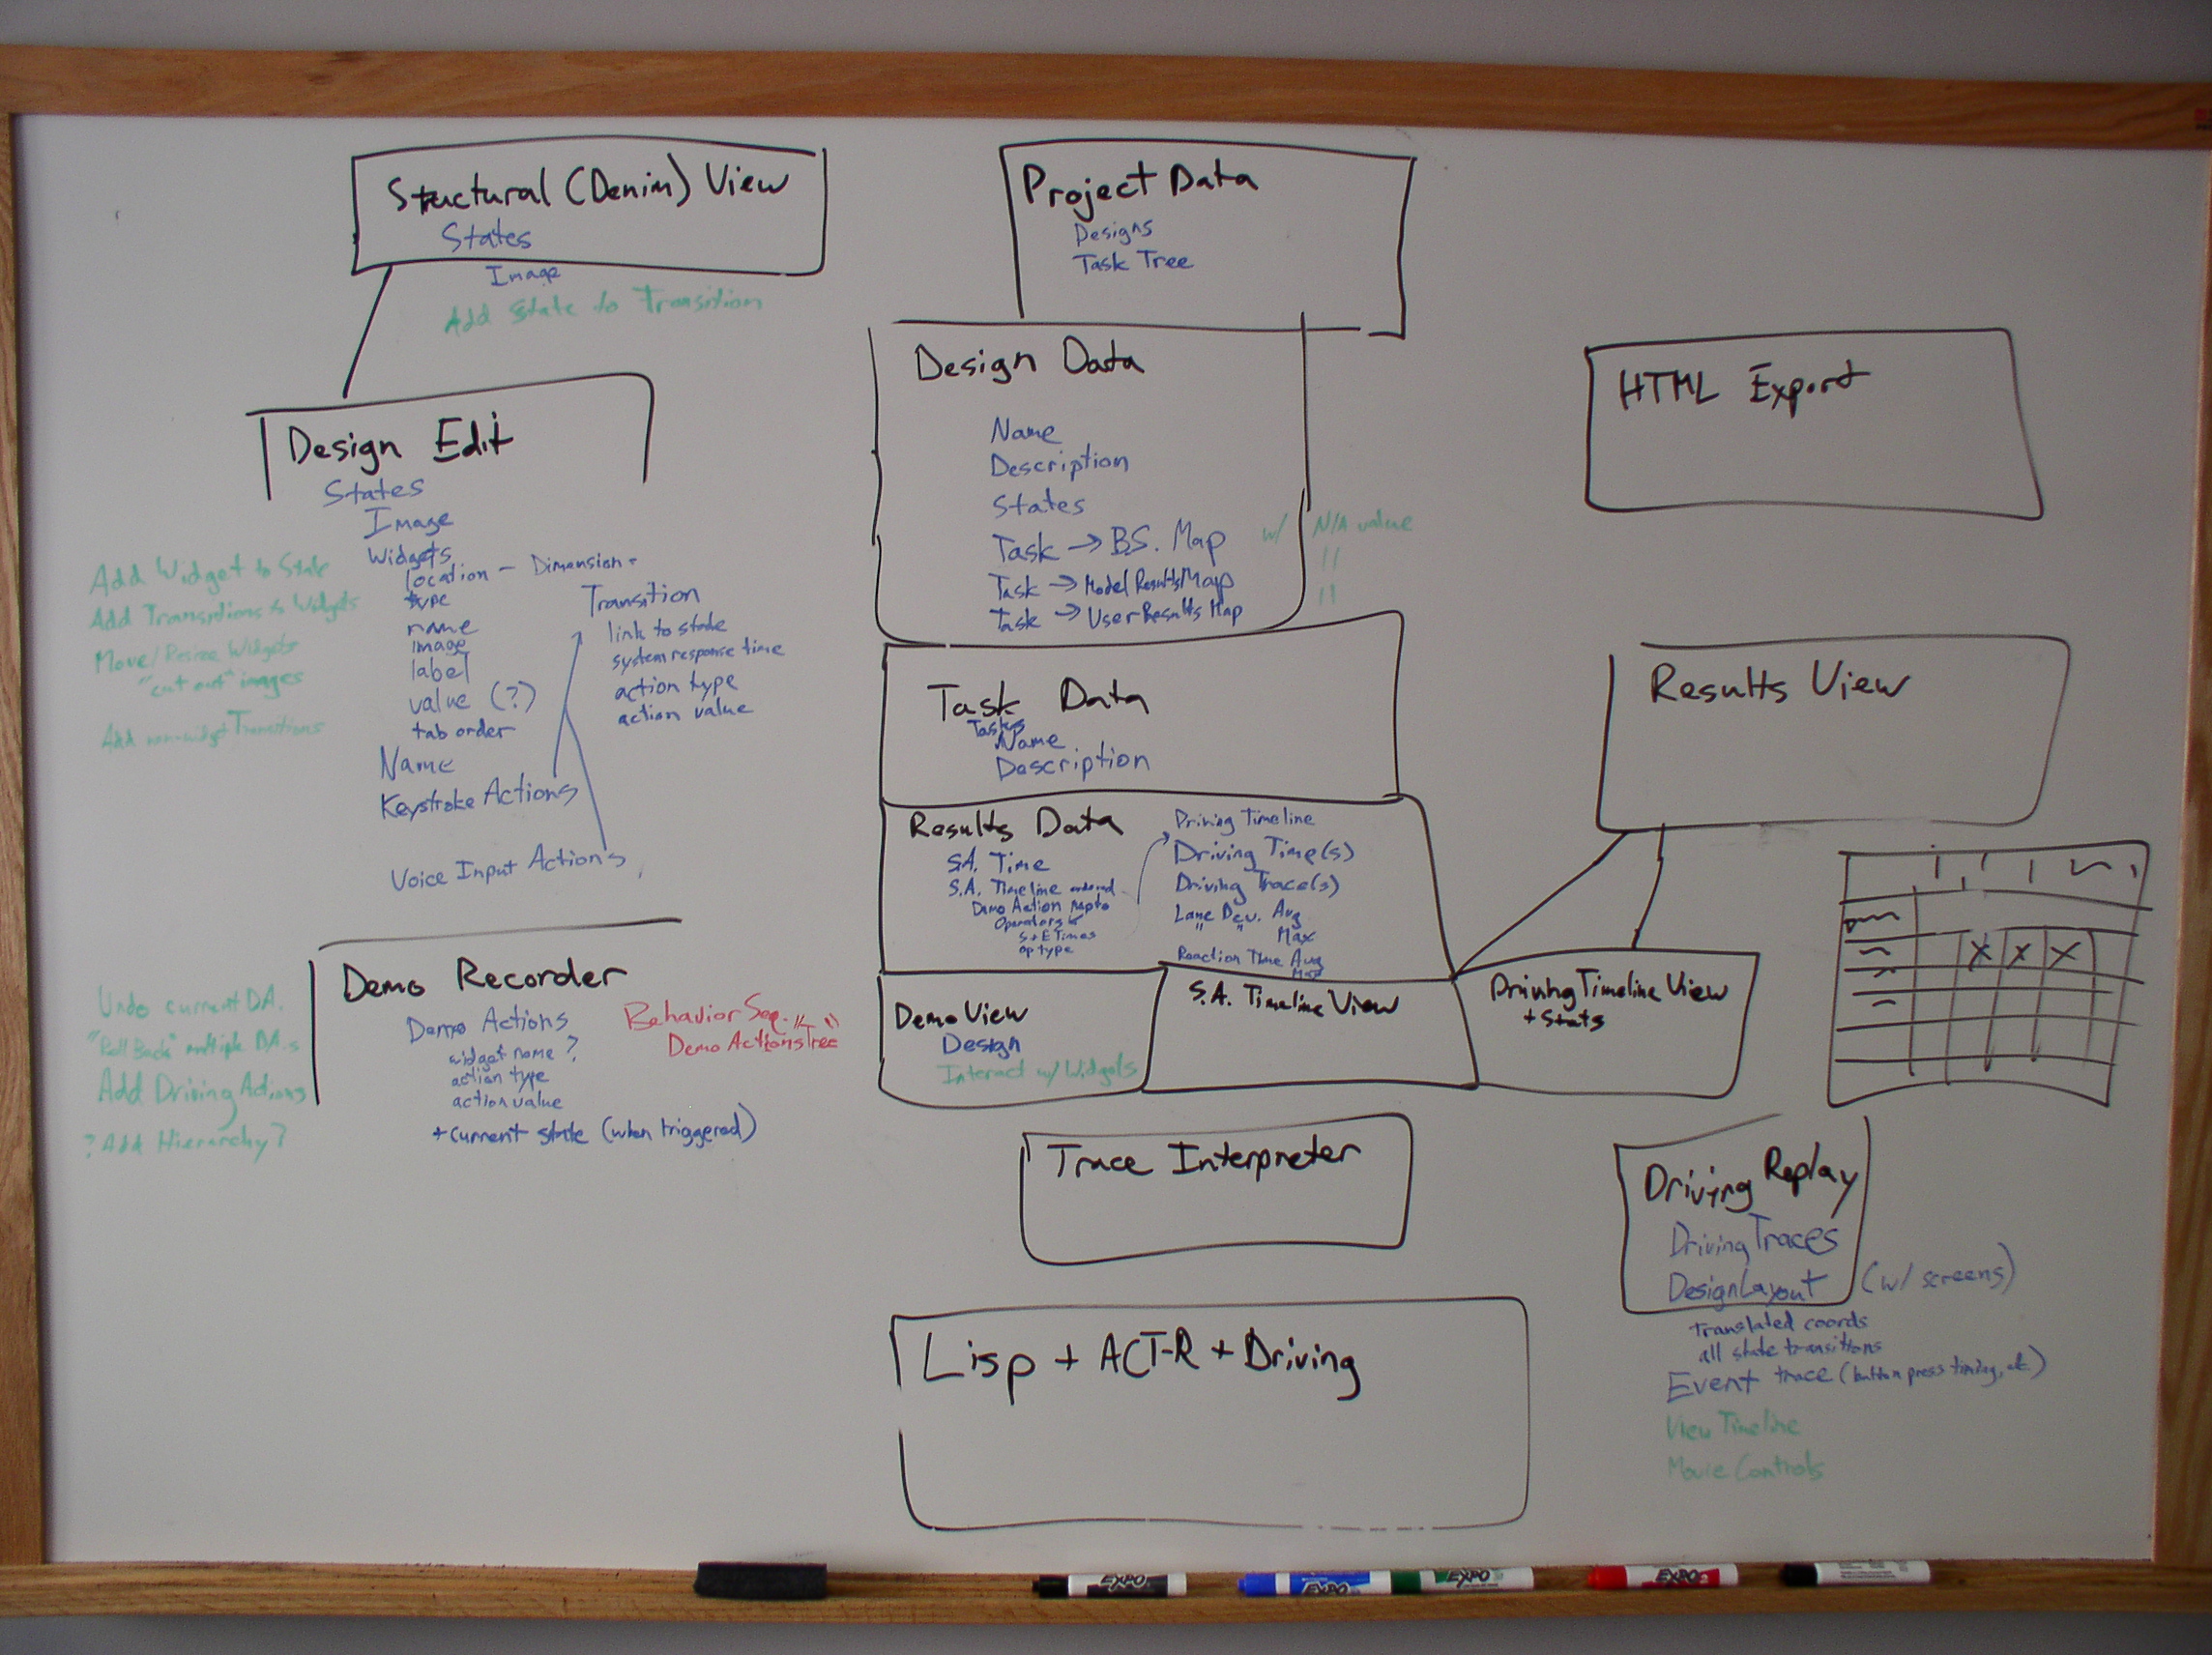 Structural (Denim) View
States
Image
Add State to Transition
Design Edit
States
Image
Widgets
location - Dimension -
type
name
image
label
value (?)
tab order
Name
Keystroke Actions
Voice Input Actions
Transition
link to state
system response time
action type
action value
Add Widget to State
Add Transitions to Widgets
Move/Resize Widgets
"cut out" images
Add non-widget Transitions
Demo Recorder
Demo Actions
widget name ?
action type
action value
+ current state (when triggered)
Behavior Seq.
Demo Actions Tree
Undo current DA.
"Roll Back" multiple DA.s
Add Driving Actions
? Add Hierarchy?
Project Data
Designs
Task Tree
Design Data
Name
Description
States
Task → B.S. Map w/ N/A value
Task → Model Results Map "
Task → User Results Map "
Task Data
Tasks
Name
Description
Results Data
S.A. Time
S.A. Timeline ordered
Demo Action map to
Operators
S+E Times
op type
Driving Timeline
Driving Time(s)
Driving Trace(s)
Lane Dev. Avg
" " Max
Reaction Time Avg
Max
Demo View
Design
Interact w/ Widgets
S.A. Timeline View
Driving Timeline View
+ Stats
Trace Interpreter
Lisp + ACT-R + Driving
HTML Export
Results View
X X X
Driving Replay
Driving Traces
Design Layout (w/ screens)
translated coords
all state transitions
Event trace (button press timing, etc)
View Timeline
Movie Controls
EXPO
EXPO
EXPO
EXPO